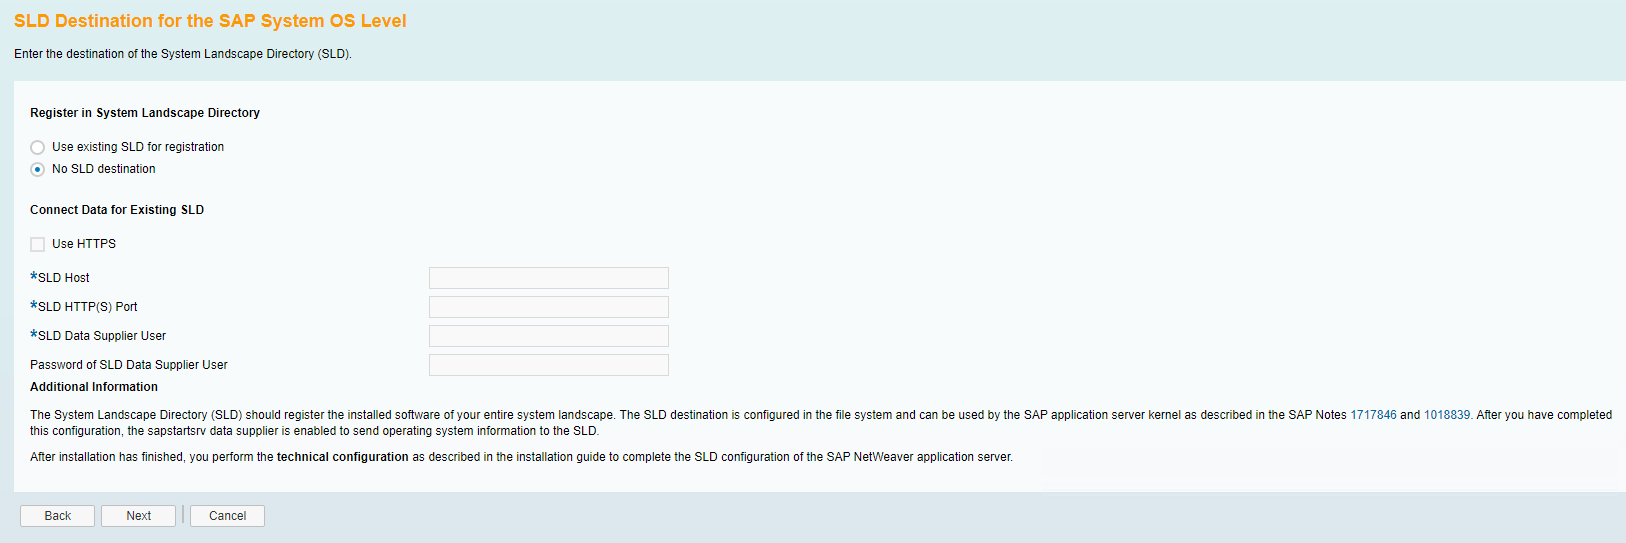 SLD Destination for the SAP System OS Level
Enter the destination of the System Landscape Directory (SLD).
Register in System Landscape Directory
Use existing SLD for registration
No SLD destination
Connect Data for Existing SLD
Use HTTPS
*SLD Host
*SLD HTTP(S) Port
*SLD Data Supplier User
Password of SLD Data Supplier User
Additional Information
The System Landscape Directory (SLD) should register the installed software of your entire system landscape. The SLD destination is configured in the file system and can be used by the SAP application server kernel as described in the SAP Notes 1717846 and 1018839. After you have completed
this configuration, the sapstartsrv data supplier is enabled to send operating system information to the SLD.
After installation has finished, you perform the technical configuration as described in the installation guide to complete the SLD configuration of the SAP NetWeaver application server.
Back Next Cancel